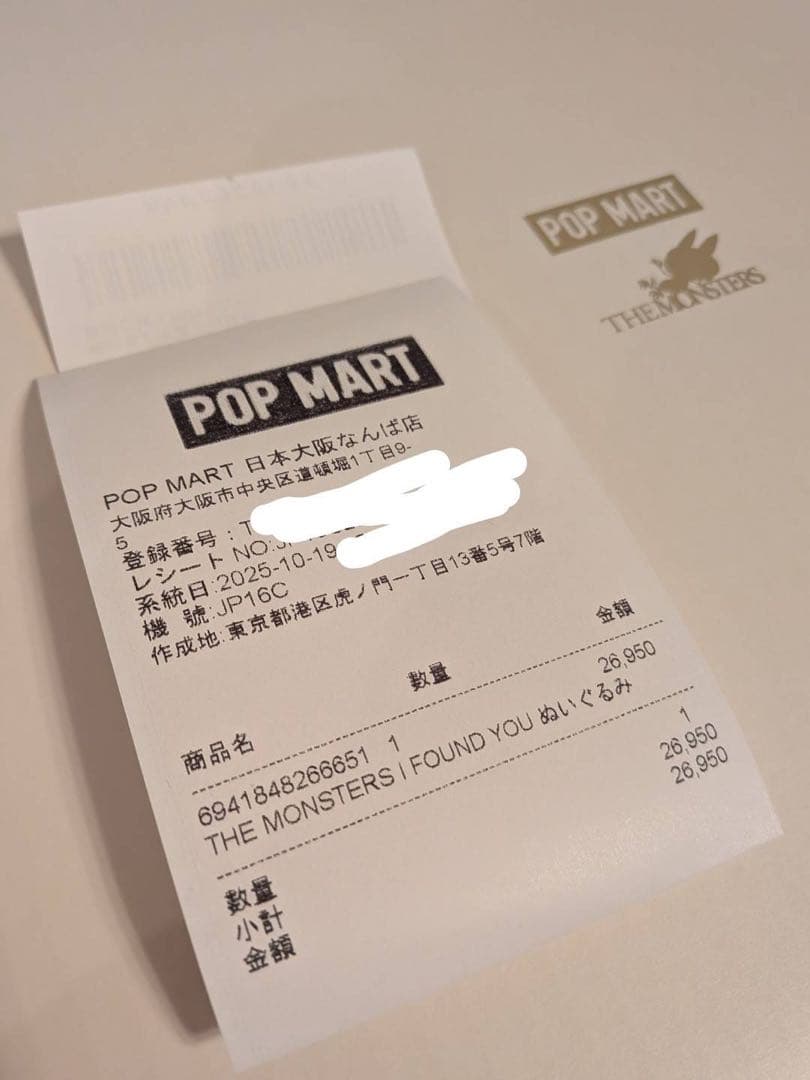 POP MART
THE MONSTERS
POP MART
POP MART 日本大阪なんば店
大阪府大阪市中央区道頓堀1丁目9-
5
登録番号：T
レシート NO:
系統日:2025-10-19
機 號:JP16C
作成地:東京都港区虎ノ門一丁目13番5号7階
商品名 数量 金額
6941848266651 1 26,950
THE MONSTERS I FOUND YOU ぬいぐるみ
数量 1
小計 26,950
金額 26,950